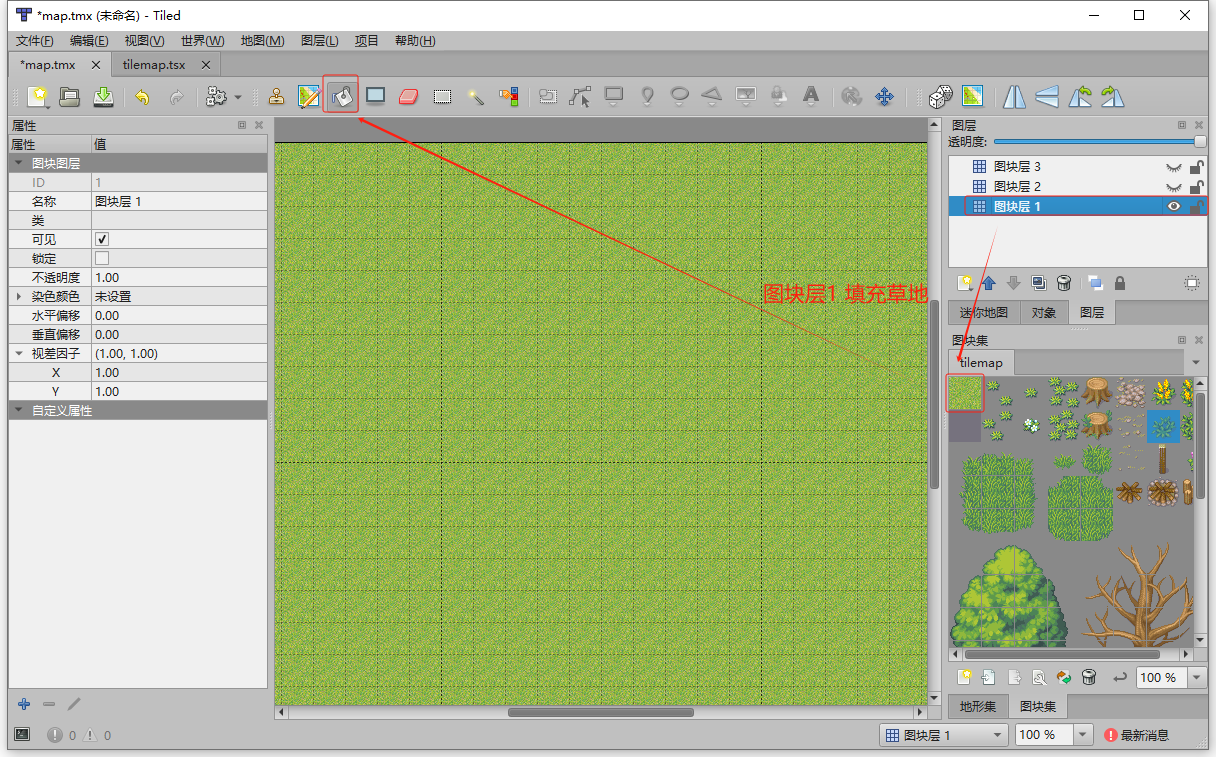 *map.tmx (未命名) - Tiled
文件(F) 编辑(E) 视图(V) 世界(W) 地图(M) 图层(L) 项目 帮助(H)
*map.tmx tilemap.tsx
属性
属性 值
图块图层
ID 1
名称 图块层 1
类
可见
锁定
不透明度 1.00
染色颜色 未设置
水平偏移 0.00
垂直偏移 0.00
视差因子 (1.00, 1.00)
X 1.00
Y 1.00
自定义属性
图块层1 填充草地
图层
透明度:
图块层 3
图块层 2
图块层 1
迷你地图 对象 图层
图块集
tilemap
100 %
地形集 图块集
0 0
图块层 1 100 % 最新消息